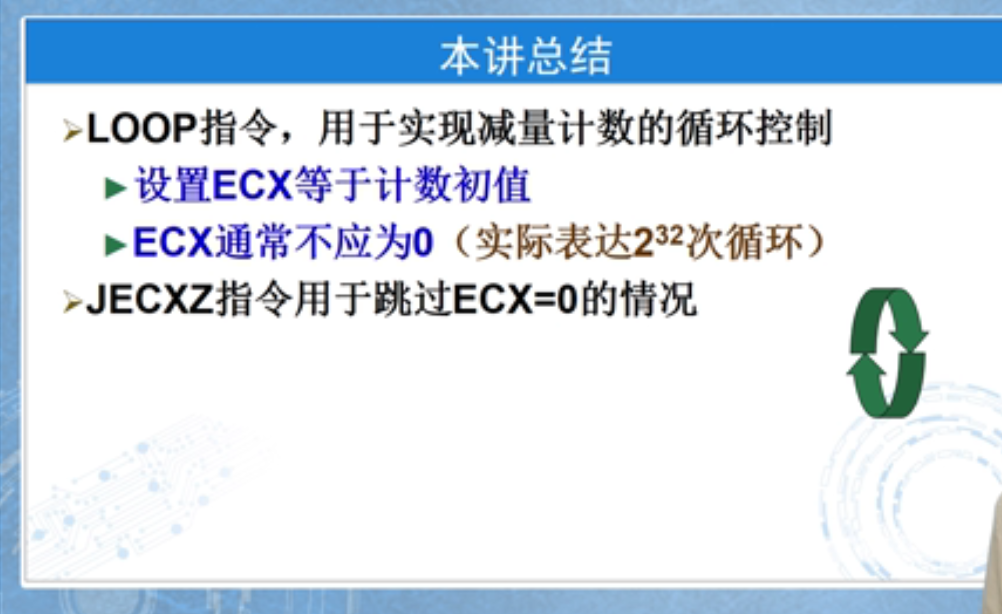 本讲总结
➢LOOP指令，用于实现减量计数的循环控制
►设置ECX等于计数初值
►ECX通常不应为0（实际表达2³²次循环）
➢JECXZ指令用于跳过ECX=0的情况